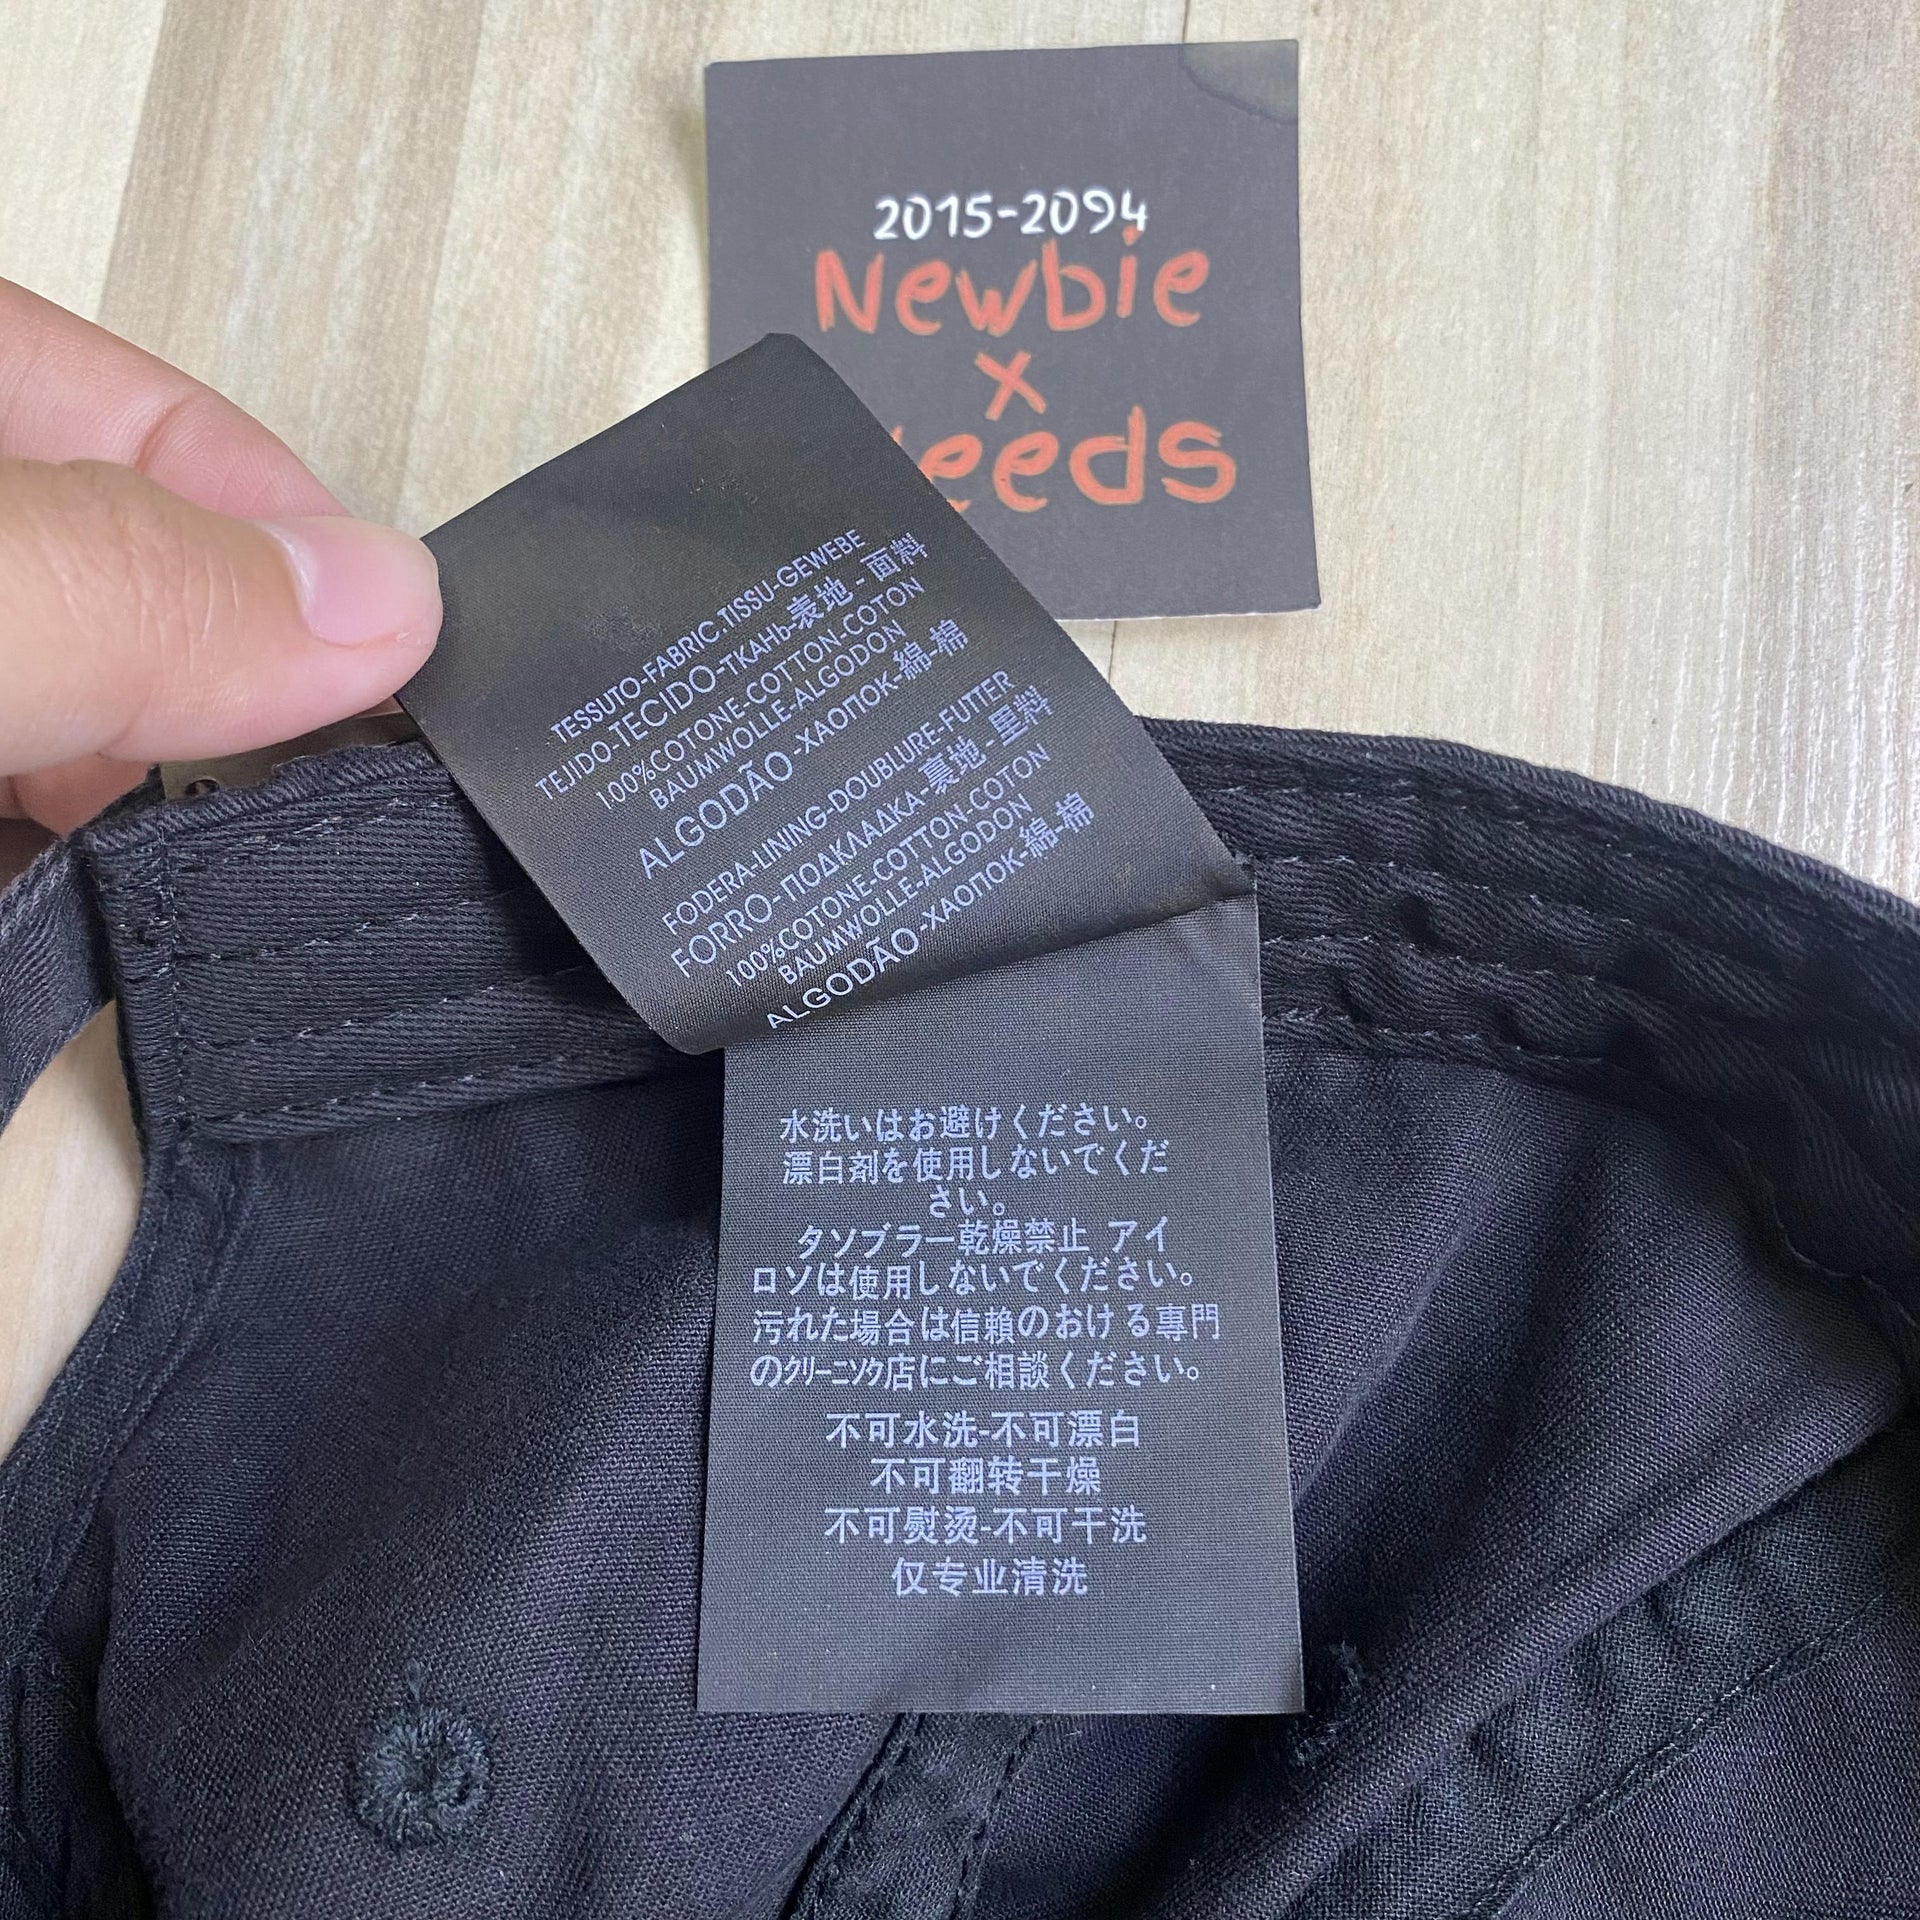 2015-2094
Newbie
x
eeds
TESSUTO-FABRIC.TISSU-GEWEBE
TEJIDO-TECIDO-TKAHb-表地-面料
100%COTONE-COTTON-COTON
BAUMWOLLE-ALGODON
ALGODÃO-ХАОПОК-綿-棉
FODERA-LINING-DOUBLURE-FUTTER
FORRO-ПОДКЛАДКА-裏地-里料
100%COTONE-COTTON-COTON
BAUMWOLLE-ALGODON
ALGODÃO-ХАОПОК-綿-棉
水洗いはお避けください。
漂白剤を使用しないでくだ
さい。
タソブラー乾燥禁止 アイ
ロソは使用しないでください。
汚れた場合は信頼のおける専門
のクリーニソク店にご相談ください。
不可水洗-不可漂白
不可翻转干燥
不可熨烫-不可干洗
仅专业清洗